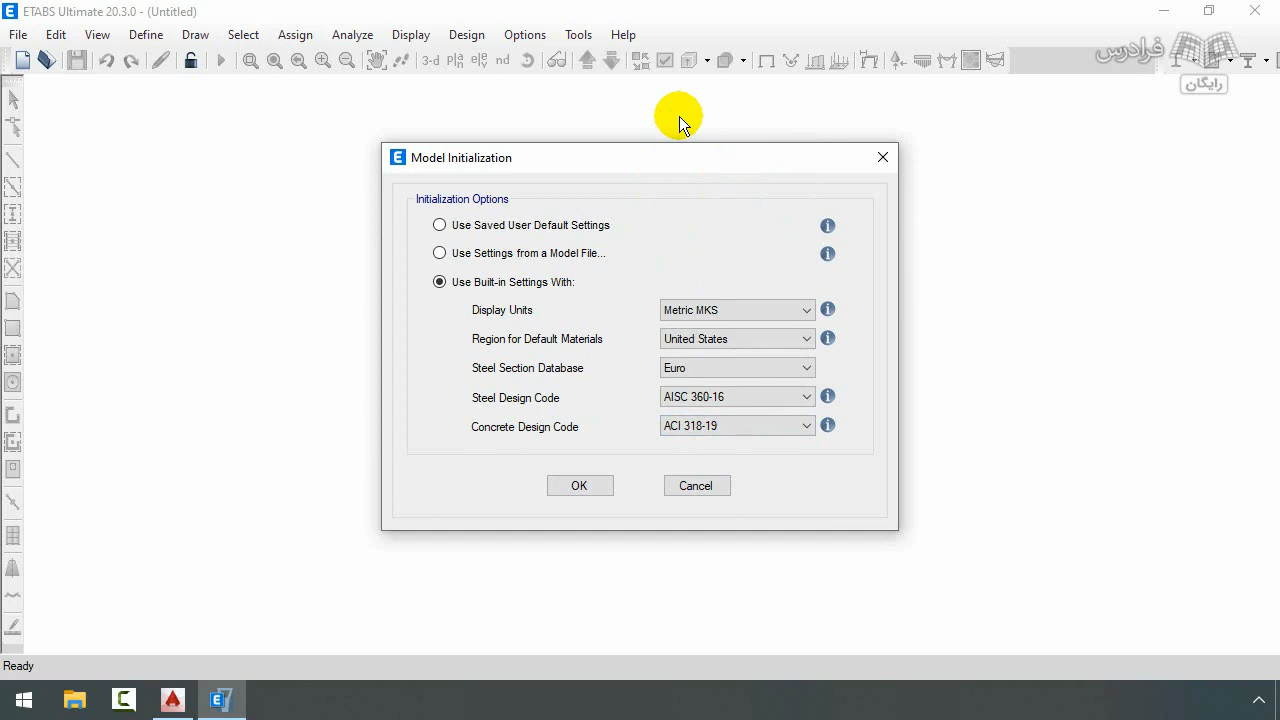 ETABS Ultimate 20.3.0 - (Untitled)
File Edit View Define Draw Select Assign Analyze Display Design Options Tools Help
3-d
nd
فرادرس
رایگان
Model Initialization
Initialization Options
Use Saved User Default Settings
Use Settings from a Model File...
Use Built-in Settings With:
Display Units Metric MKS
Region for Default Materials United States
Steel Section Database Euro
Steel Design Code AISC 360-16
Concrete Design Code ACI 318-19
OK Cancel
Ready